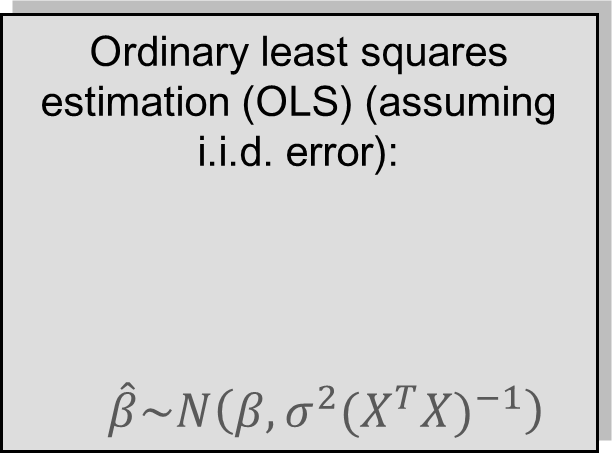 Ordinary least squares
estimation (OLS) (assuming
i.i.d. error):
β̂~N(β, σ²(XᵀX)⁻¹)